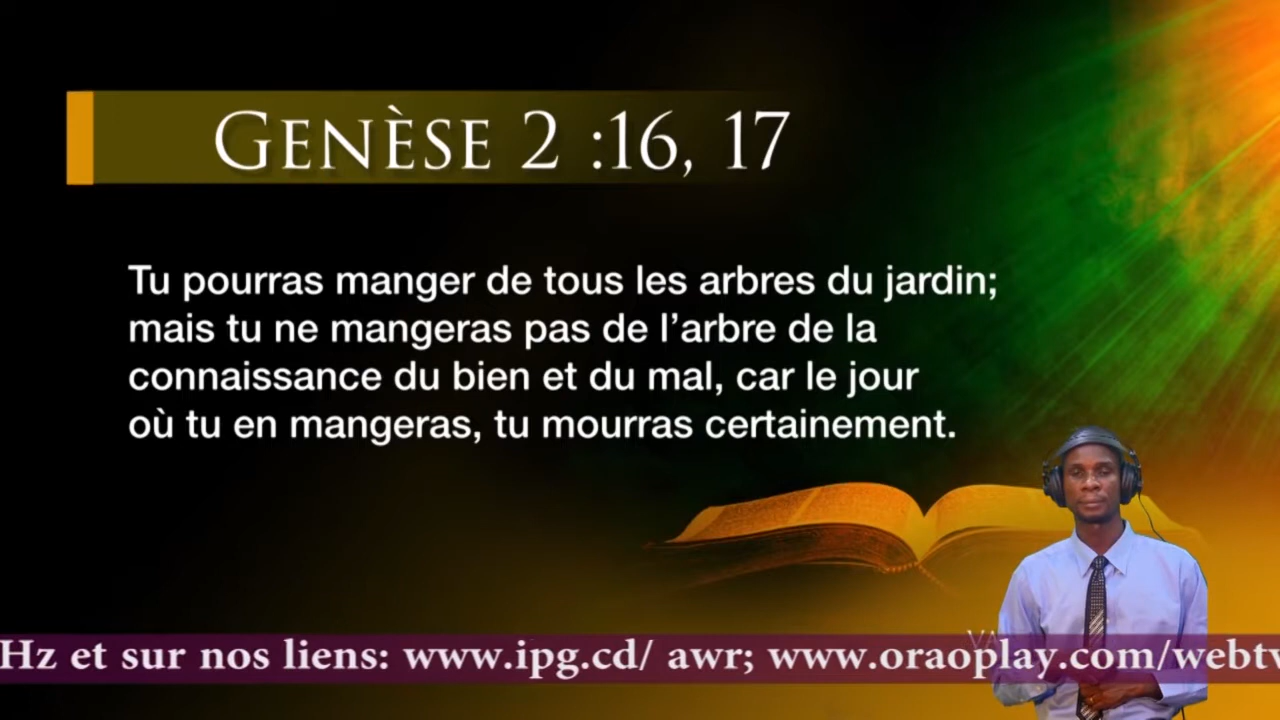 Genèse 2 :16, 17
Tu pourras manger de tous les arbres du jardin;
mais tu ne mangeras pas de l’arbre de la
connaissance du bien et du mal, car le jour
où tu en mangeras, tu mourras certainement.
VA
Hz et sur nos liens: www.ipg.cd/ awr; www.oraoplay.com/webtv